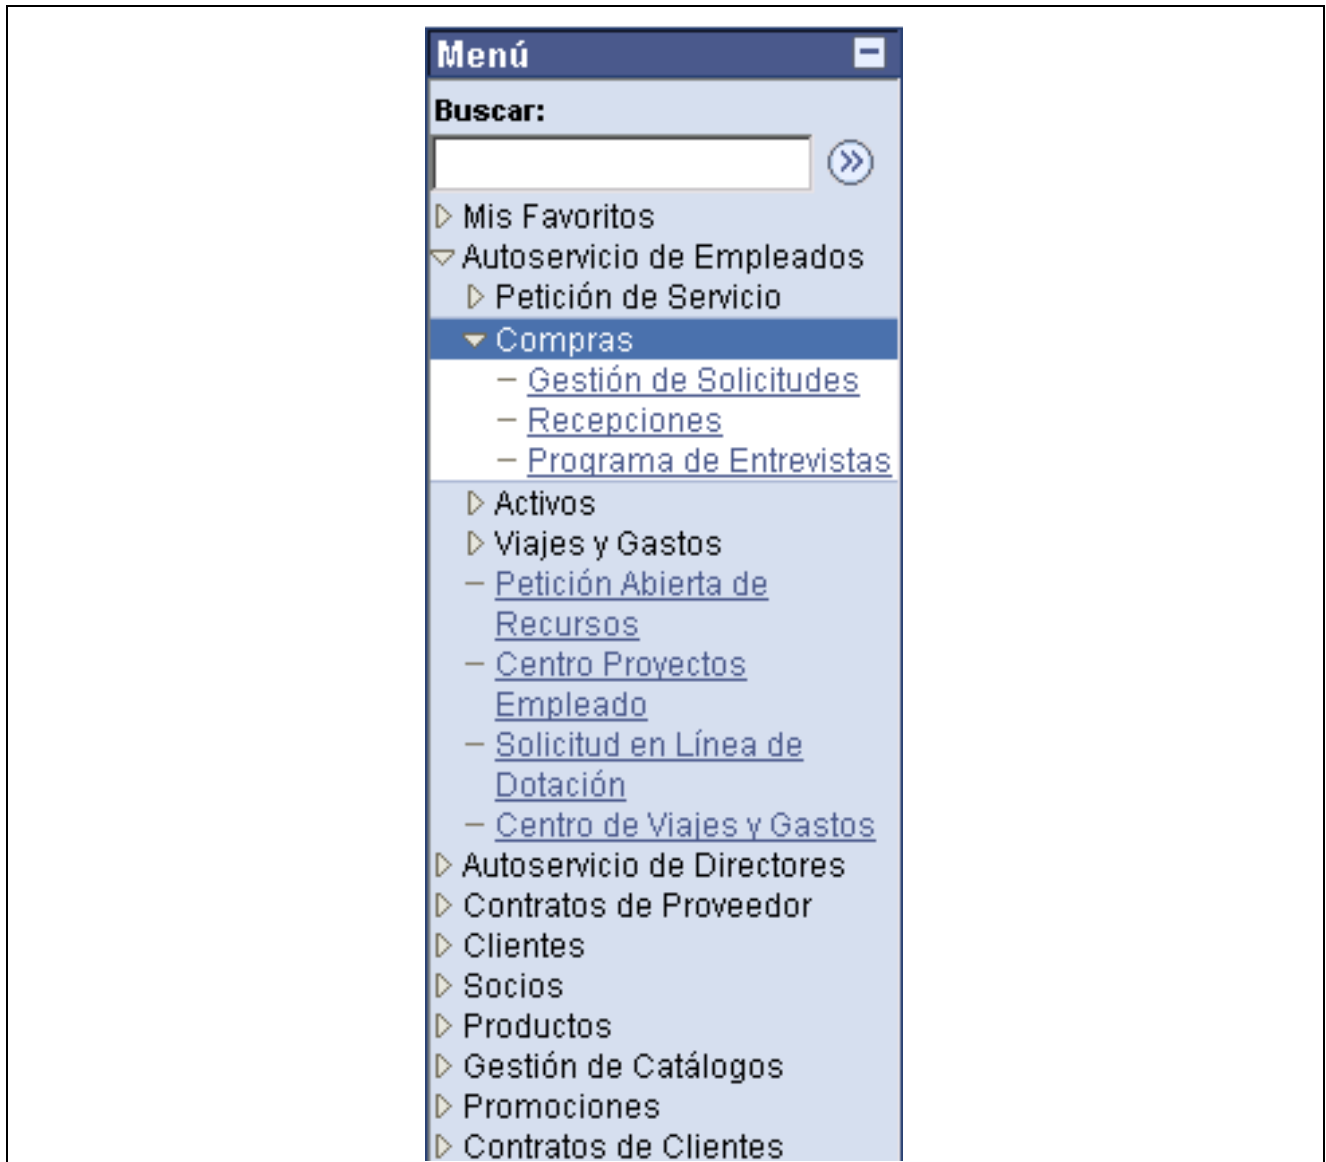 Menú
Buscar:
Mis Favoritos
Autoservicio de Empleados
Petición de Servicio
Compras
Gestión de Solicitudes
Recepciones
Programa de Entrevistas
Activos
Viajes y Gastos
Petición Abierta de
Recursos
Centro Proyectos
Empleado
Solicitud en Línea de
Dotación
Centro de Viajes y Gastos
Autoservicio de Directores
Contratos de Proveedor
Clientes
Socios
Productos
Gestión de Catálogos
Promociones
Contratos de Clientes